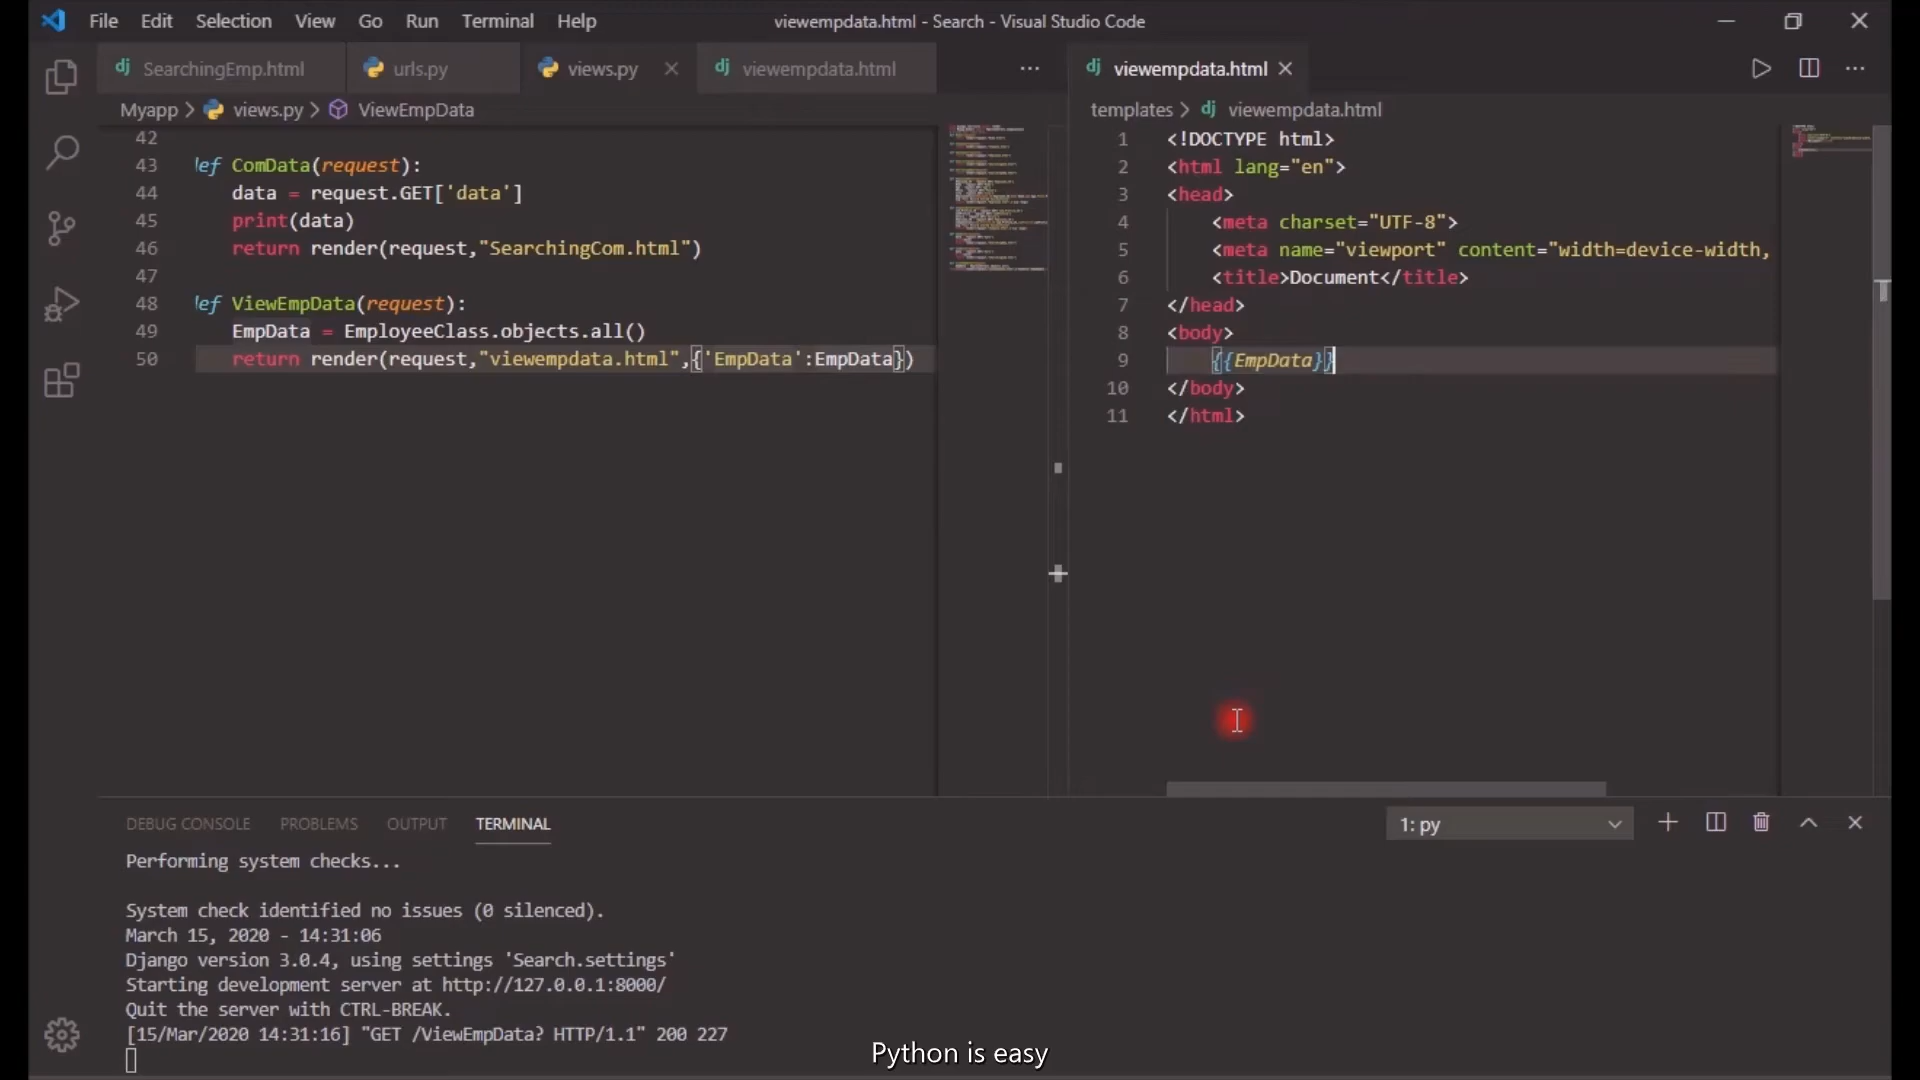 File Edit Selection View Go Run Terminal Help
viewempdata.html - Search - Visual Studio Code
SearchingEmp.html urls.py views.py viewempdata.html ...
Myapp > views.py > ViewEmpData
42
43 def ComData(request):
44 data = request.GET['data']
45 print(data)
46 return render(request,"SearchingCom.html")
47
48 def ViewEmpData(request):
49 EmpData = EmployeeClass.objects.all()
50 return render(request,"viewempdata.html",{'EmpData':EmpData})
dj viewempdata.html
templates > dj viewempdata.html
1 <!DOCTYPE html>
2 <html lang="en">
3 <head>
4 <meta charset="UTF-8">
5 <meta name="viewport" content="width=device-width,
6 <title>Document</title>
7 </head>
8 <body>
9 {{EmpData}}
10 </body>
11 </html>
DEBUG CONSOLE PROBLEMS OUTPUT TERMINAL
1: py
Performing system checks...
System check identified no issues (0 silenced).
March 15, 2020 - 14:31:06
Django version 3.0.4, using settings 'Search.settings'
Starting development server at http://127.0.0.1:8000/
Quit the server with CTRL-BREAK.
[15/Mar/2020 14:31:16] "GET /ViewEmpData? HTTP/1.1" 200 227
Python is easy